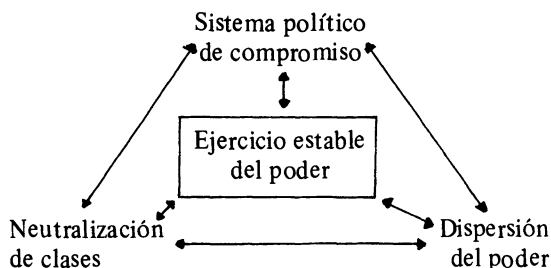 Sistema político
de compromiso
Ejercicio estable
del poder
Neutralización
de clases
Dispersión
del poder